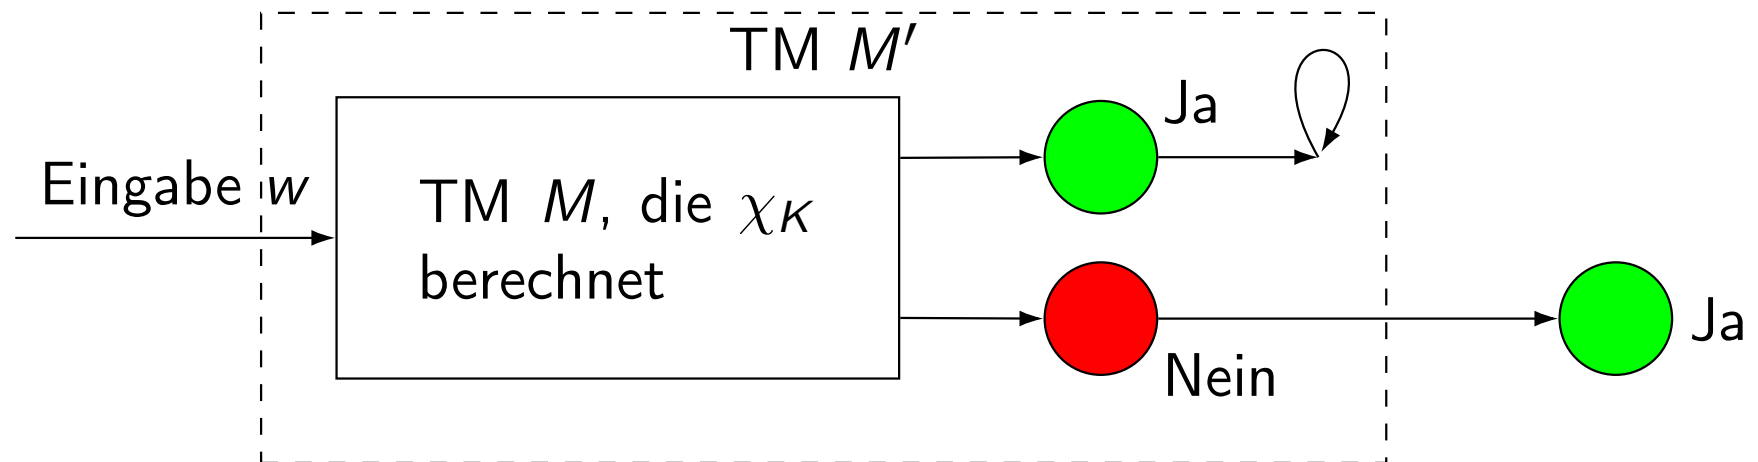 TM M′
Ja
Eingabe w
TM M, die χK
berechnet
Ja
Nein